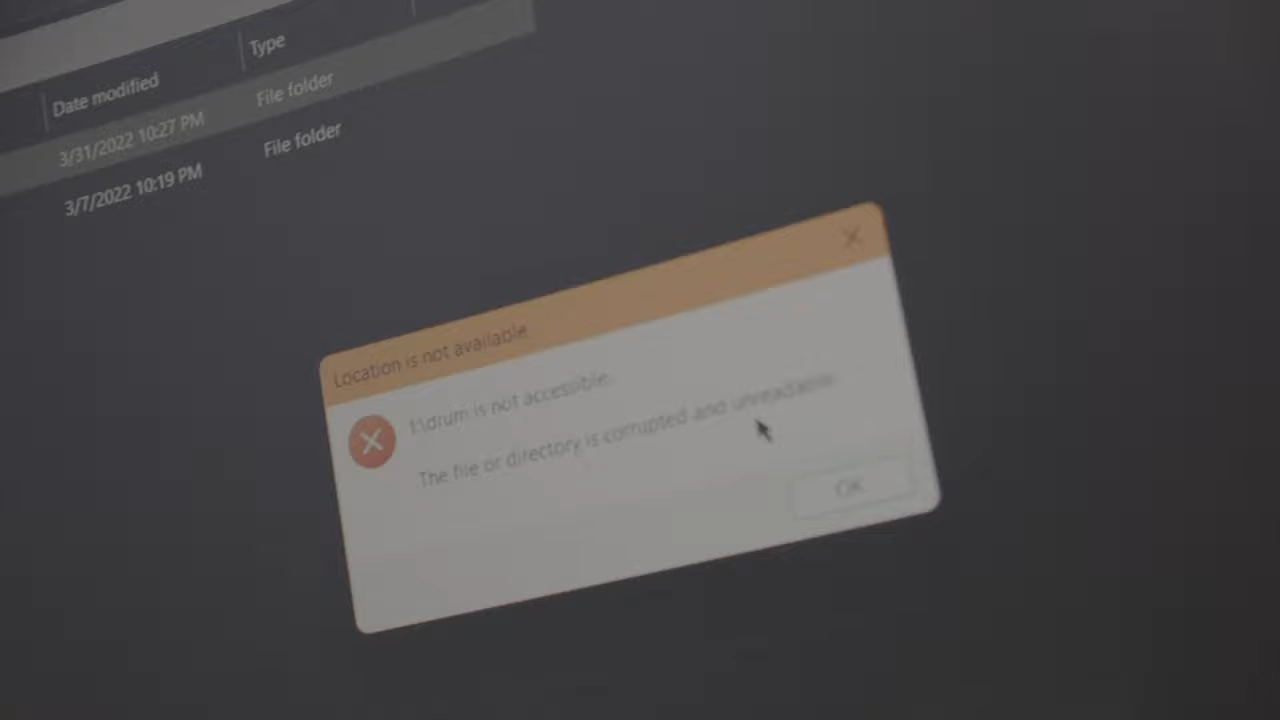 Date modified
Type
3/31/2022 10:27 PM
File folder
3/7/2022 10:19 PM
File folder
Location is not available
I:\drum is not accessible.
The file or directory is corrupted and unreadable.
OK